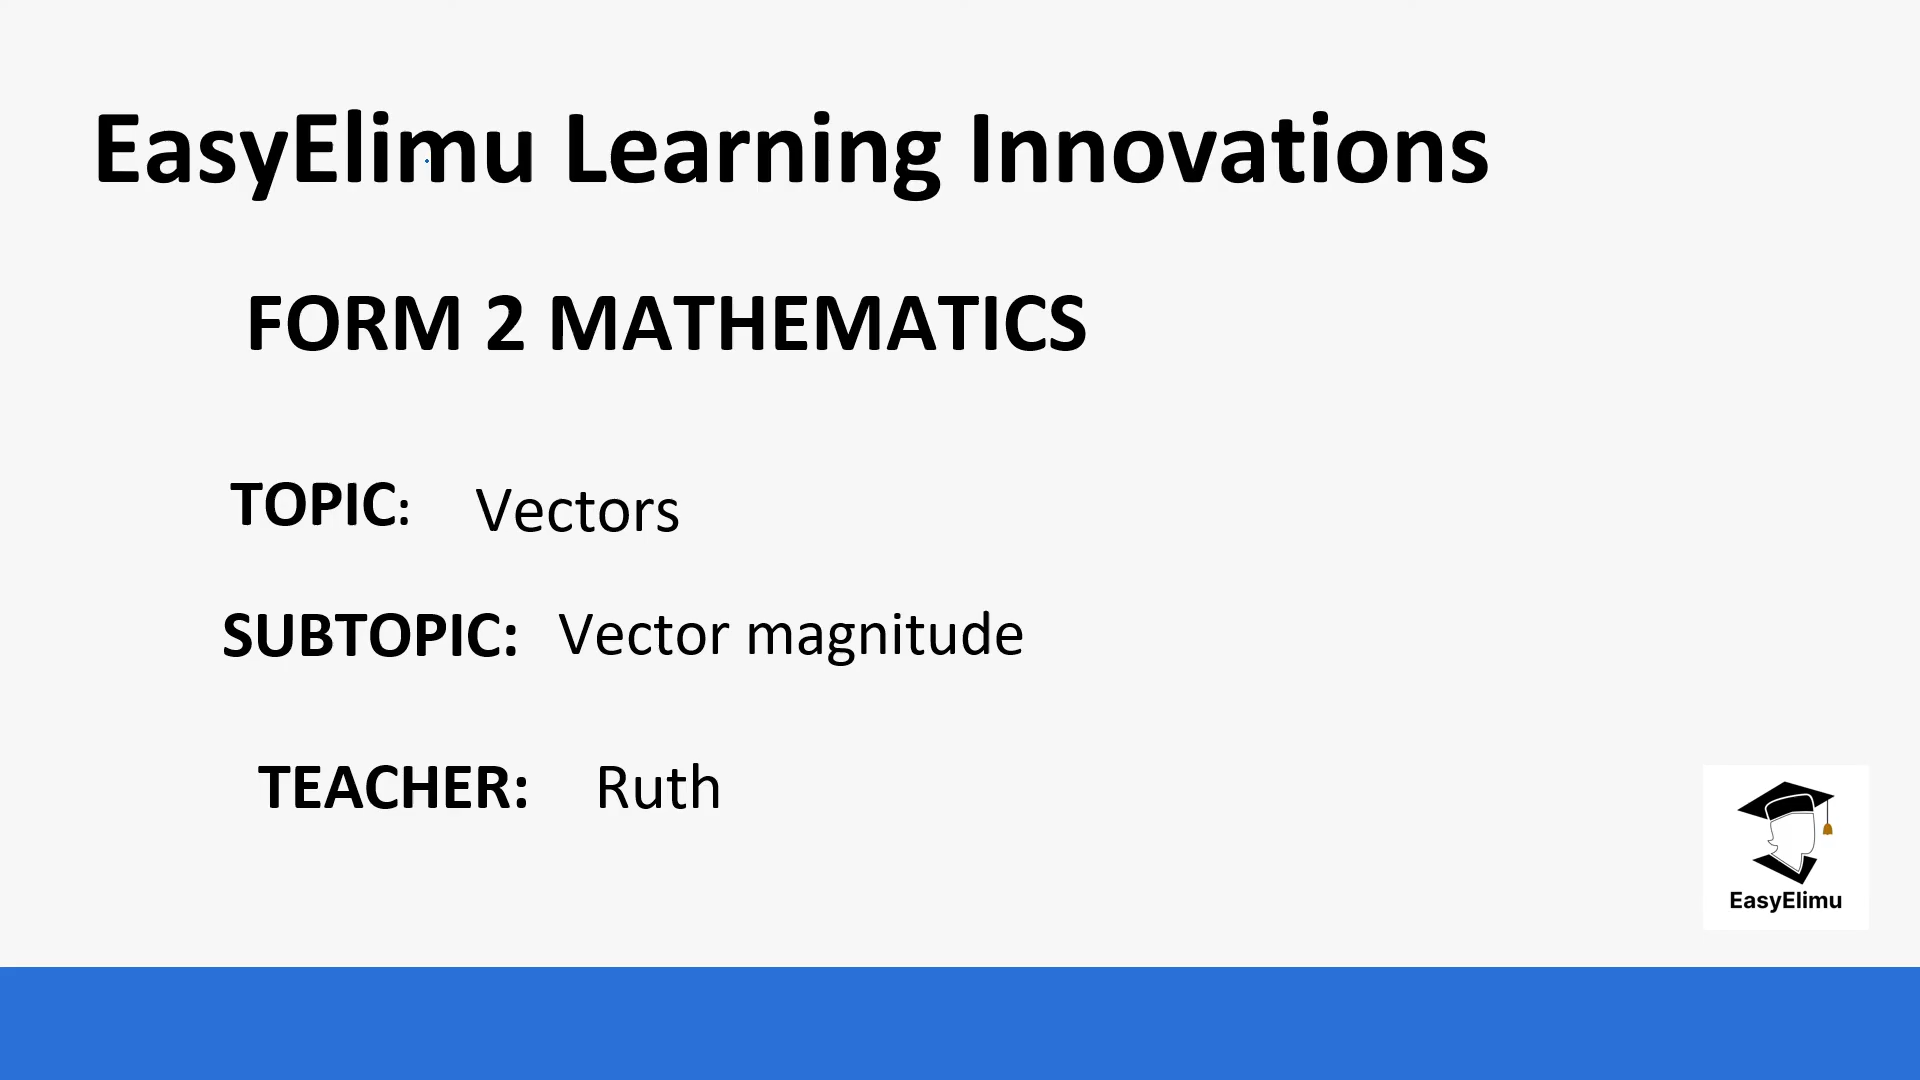 EasyElimu Learning Innovations
FORM 2 MATHEMATICS
TOPIC: Vectors
SUBTOPIC: Vector magnitude
TEACHER: Ruth
EasyElimu